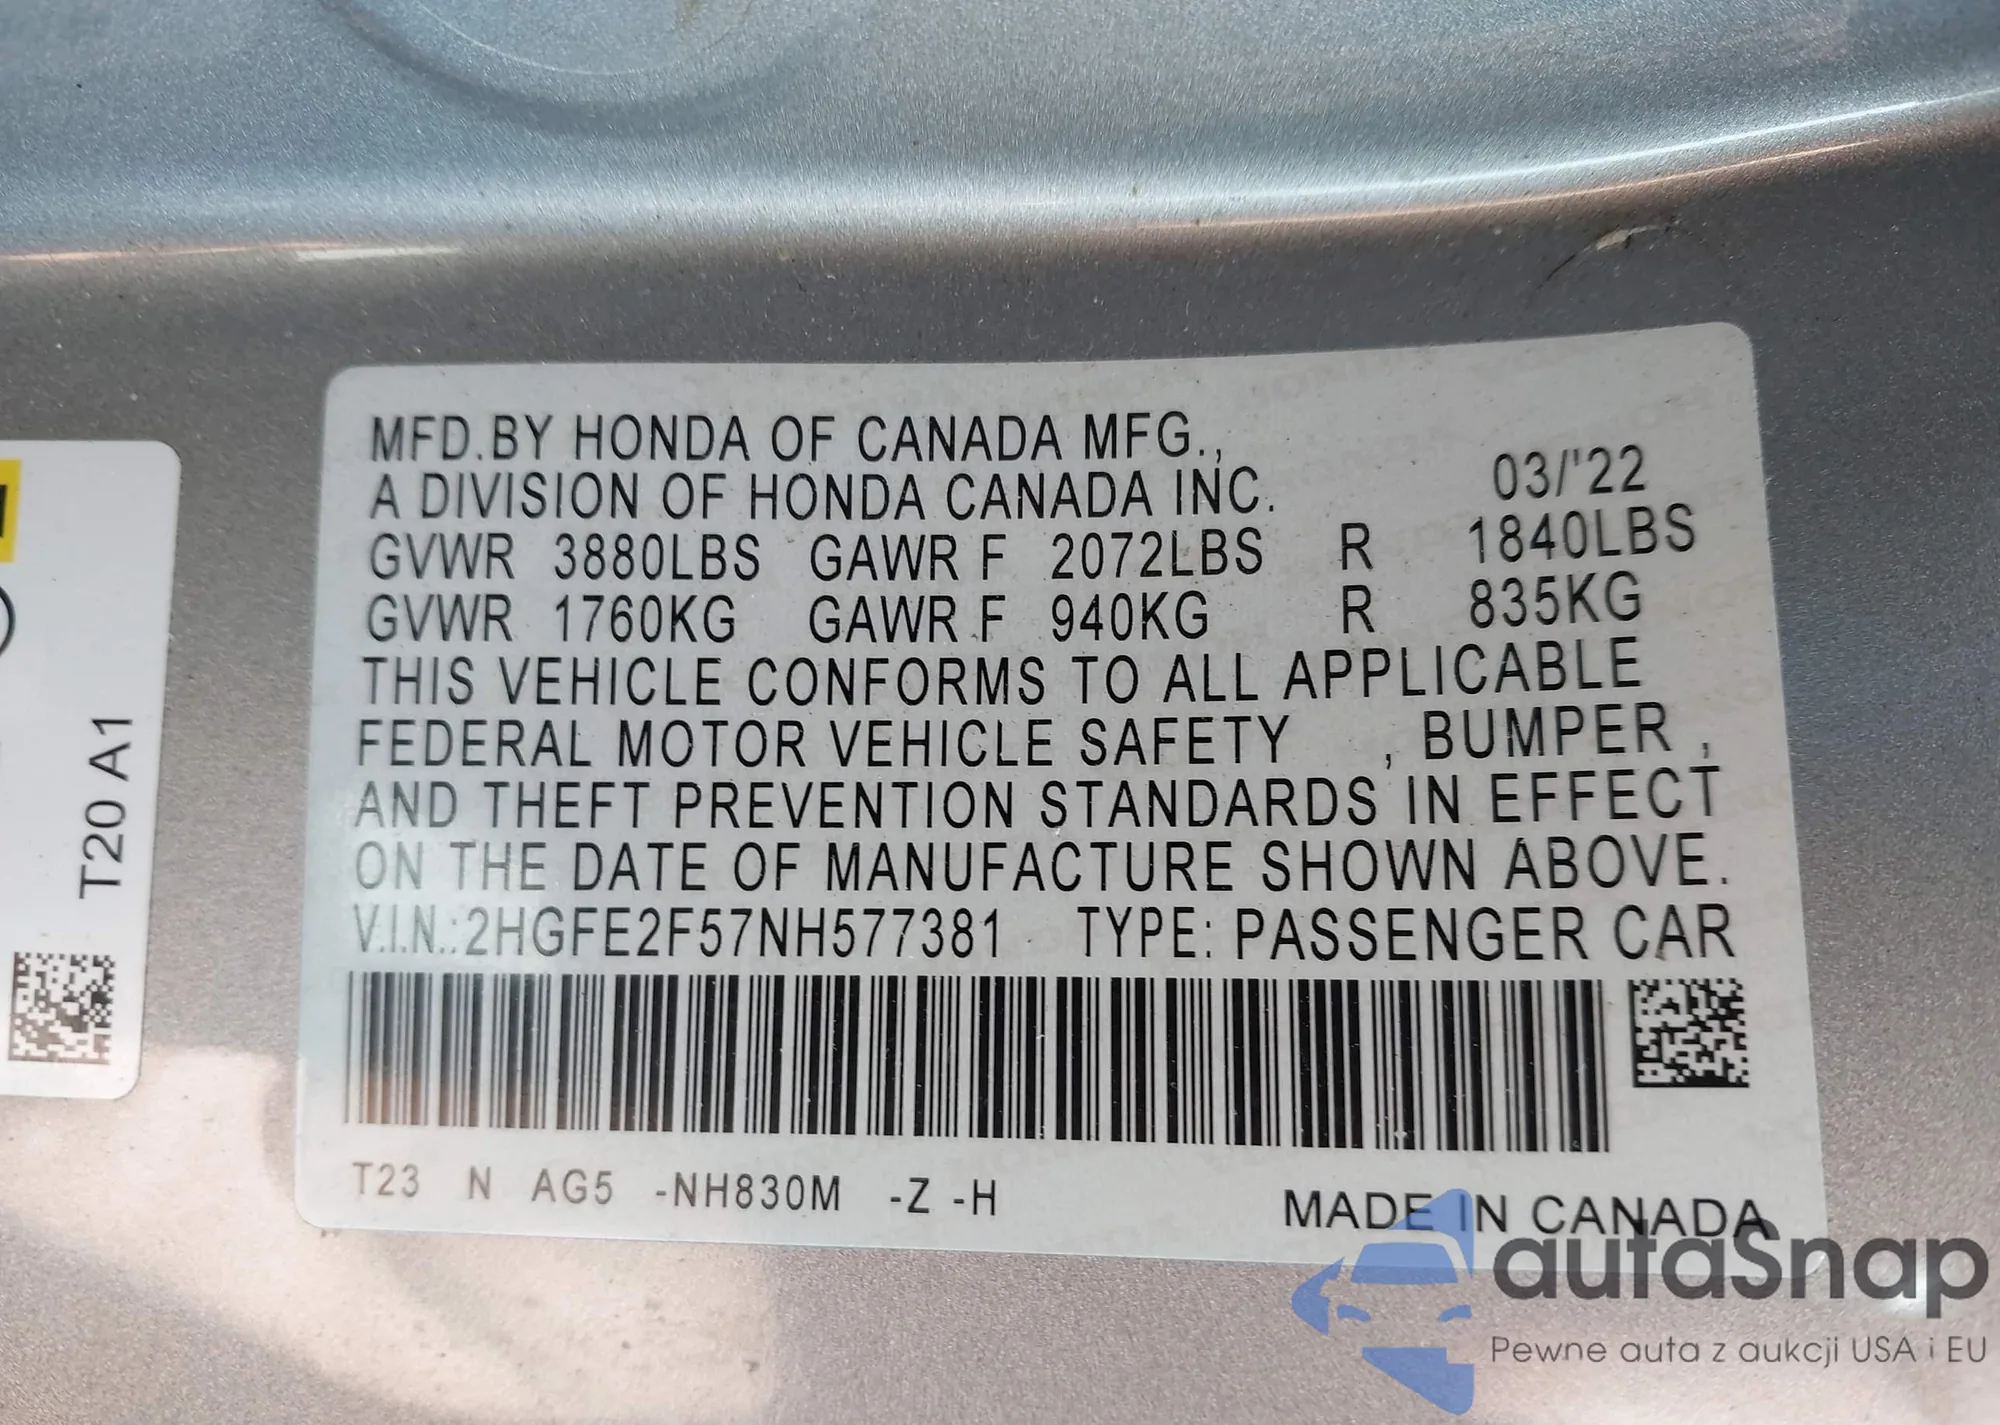 MFD.BY HONDA OF CANADA MFG.,
A DIVISION OF HONDA CANADA INC. 03/'22
GVWR 3880LBS GAWR F 2072LBS R 1840LBS
GVWR 1760KG GAWR F 940KG R 835KG
THIS VEHICLE CONFORMS TO ALL APPLICABLE
FEDERAL MOTOR VEHICLE SAFETY , BUMPER ,
AND THEFT PREVENTION STANDARDS IN EFFECT
ON THE DATE OF MANUFACTURE SHOWN ABOVE.
V.I.N.:2HGFE2F57NH577381 TYPE: PASSENGER CAR
T23 N AG5 -NH830M -Z -H
MADE IN CANADA
T20 A1
autaSnap
Pewne auta z aukcji USA i EU